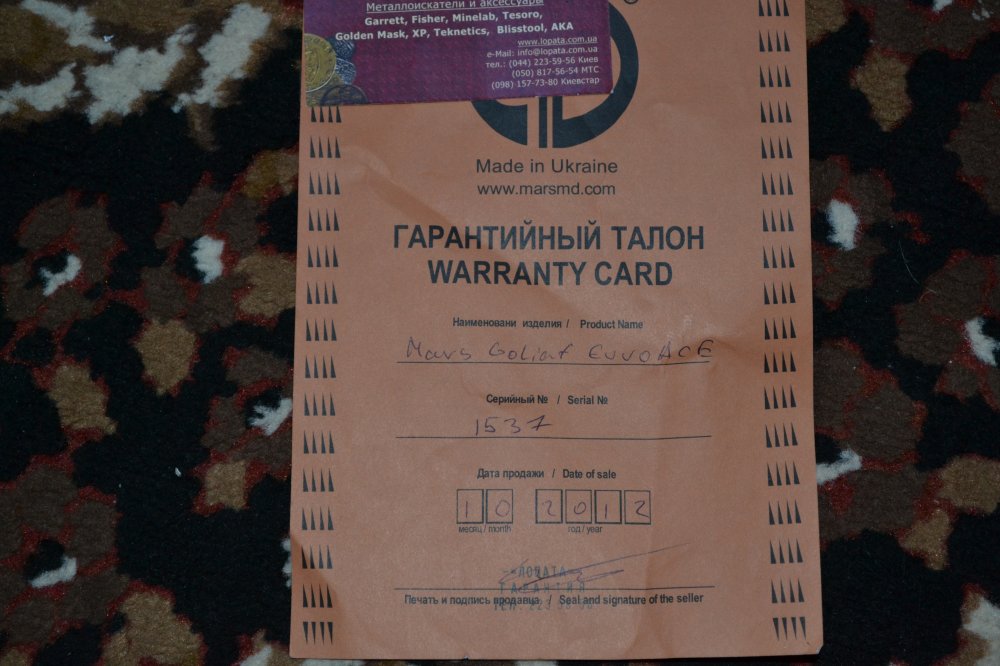 Металлоискатели и аксессуары
Garrett, Fisher, Minelab, Tesoro,
Golden Mask, XP, Teknetics, Blisstool, AKA
www.lopata.com.ua
e-Mail: info@lopata.com.ua
тел.: (044) 223-59-56 Киев
(050) 817-56-54 МТС
(098) 157-73-80 Киевстар
Made in Ukraine
www.marsmd.com
ГАРАНТИЙНЫЙ ТАЛОН
WARRANTY CARD
Наименовани изделия / Product Name
Mars Goliaf EuroACE
Серийный № / Serial №
1537
Дата продажи / Date of sale
10 2012
месяц / month год / year
«ЛОПАТА»
ГАРАНТИЯ
Печать и подпись продавца / Seal and signature of the seller